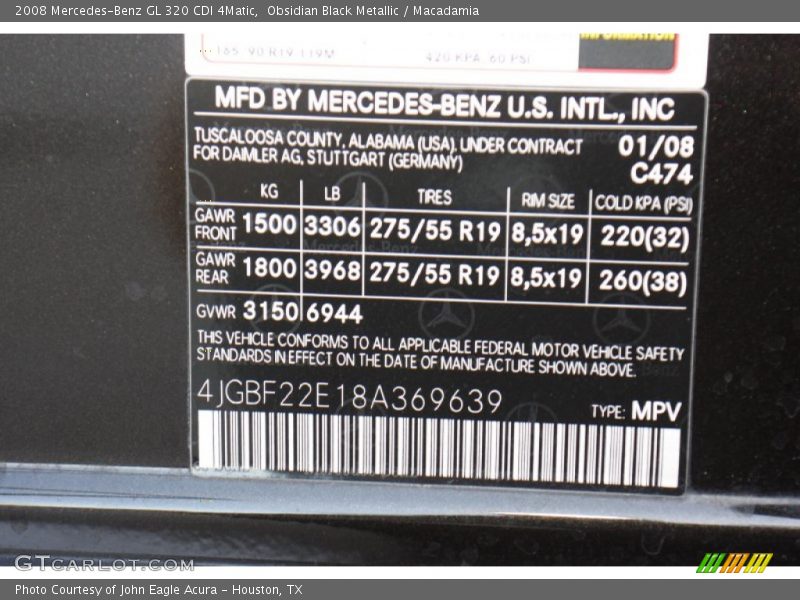 2008 Mercedes-Benz GL 320 CDI 4Matic,  Obsidian Black Metallic / Macadamia
INFORMATION
420 KPA, 60 PSI
MFD BY MERCEDES-BENZ U.S. INTL., INC
TUSCALOOSA COUNTY, ALABAMA (USA), UNDER CONTRACT
FOR DAIMLER AG, STUTTGART (GERMANY)
01/08
C474
KG LB TIRES RIM SIZE COLD KPA (PSI)
GAWR FRONT 1500 3306 275/55 R19 8,5x19 220(32)
GAWR REAR 1800 3968 275/55 R19 8,5x19 260(38)
GVWR 3150 6944
THIS VEHICLE CONFORMS TO ALL APPLICABLE FEDERAL MOTOR VEHICLE SAFETY
STANDARDS IN EFFECT ON THE DATE OF MANUFACTURE SHOWN ABOVE.
4JGBF22E18A369639
TYPE: MPV
GTCARLOT.COM
Photo Courtesy of John Eagle Acura - Houston, TX